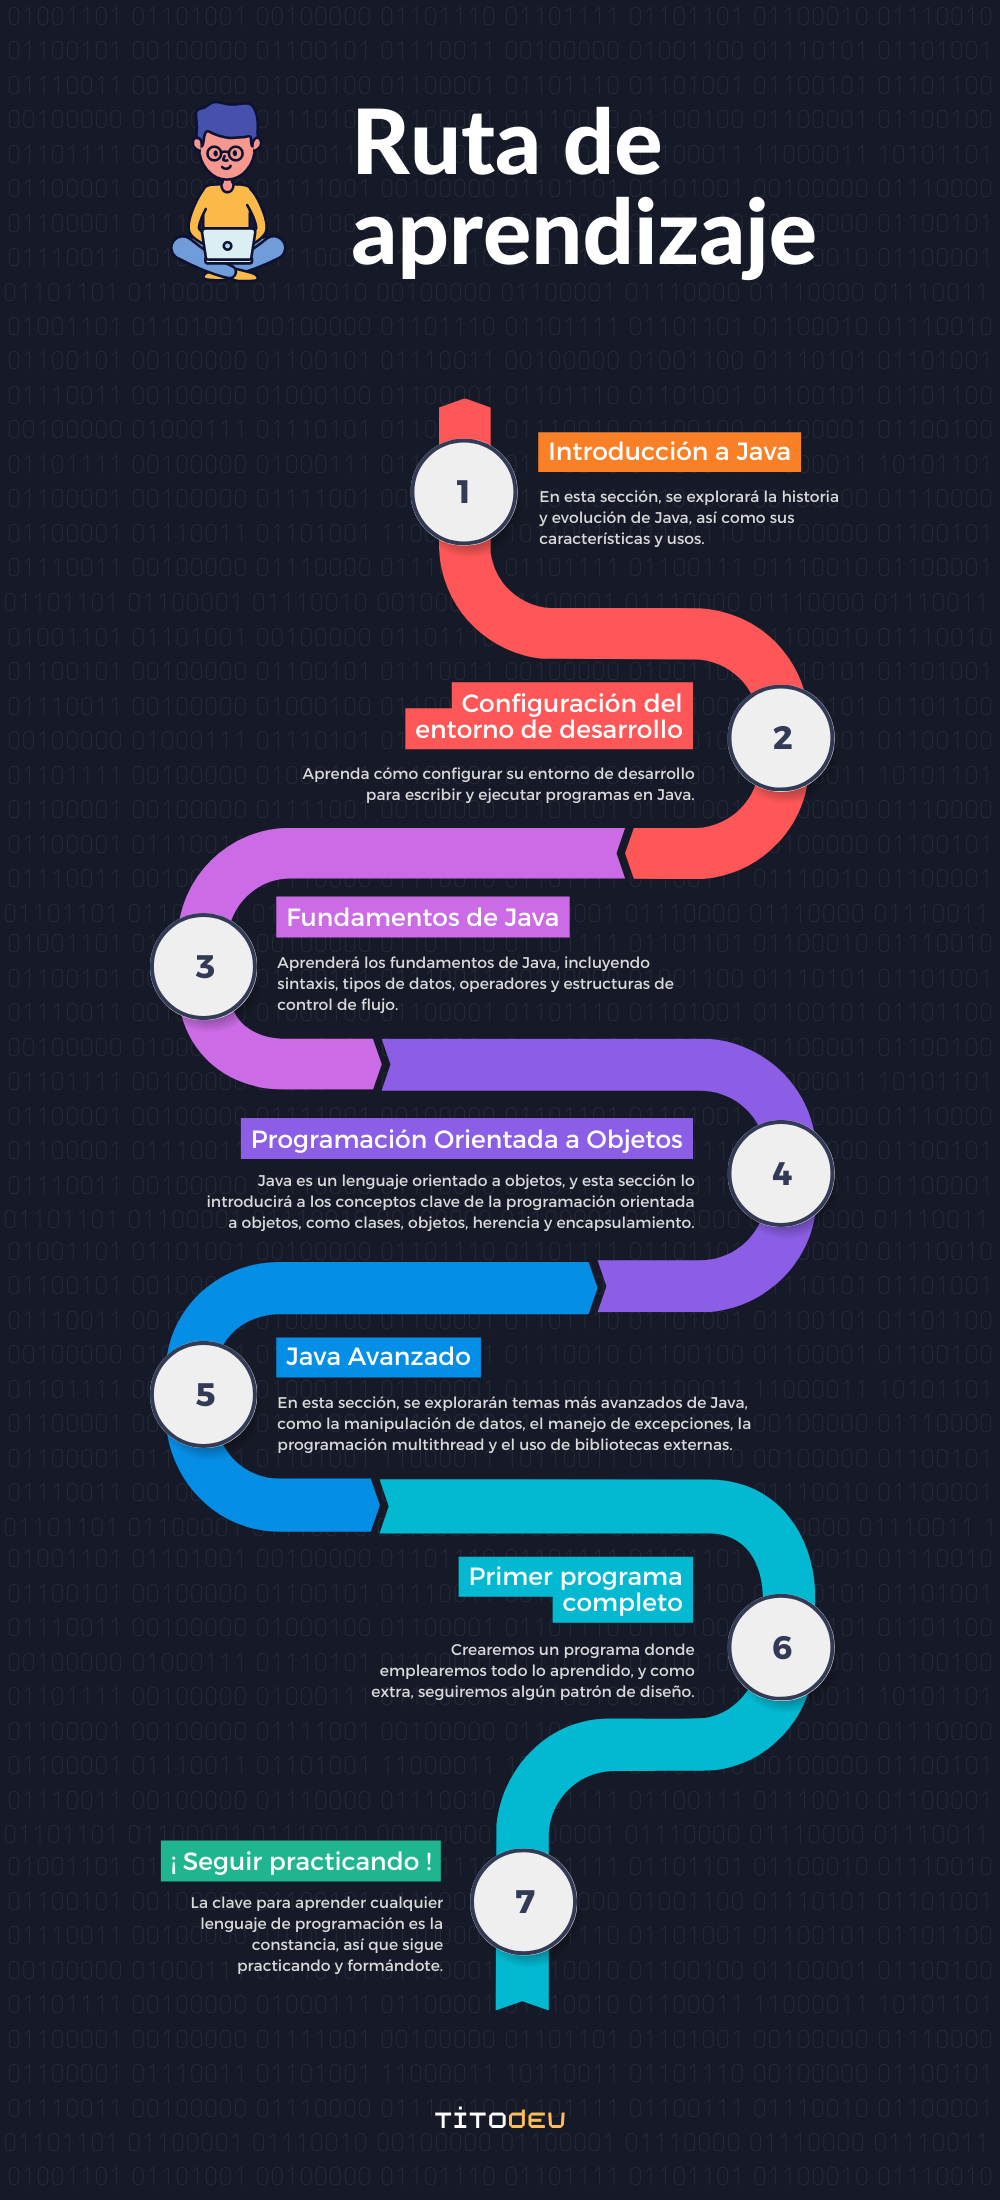 Ruta de
aprendizaje
1
Introducción a Java
En esta sección, se explorará la historia
y evolución de Java, así como sus
características y usos.
Configuración del
entorno de desarrollo
2
Aprenda cómo configurar su entorno de desarrollo
para escribir y ejecutar programas en Java.
Fundamentos de Java
3
Aprenderá los fundamentos de Java, incluyendo
sintaxis, tipos de datos, operadores y estructuras de
control de flujo.
Programación Orientada a Objetos
4
Java es un lenguaje orientado a objetos, y esta sección lo
introducirá a los conceptos clave de la programación orientada
a objetos, como clases, objetos, herencia y encapsulamiento.
Java Avanzado
5
En esta sección, se explorarán temas más avanzados de Java,
como la manipulación de datos, el manejo de excepciones, la
programación multithread y el uso de bibliotecas externas.
Primer programa
completo
6
Crearemos un programa donde
emplearemos todo lo aprendido, y como
extra, seguiremos algún patrón de diseño.
¡ Seguir practicando !
7
La clave para aprender cualquier
lenguaje de programación es la
constancia, así que sigue
practicando y formándote.
TITODEV